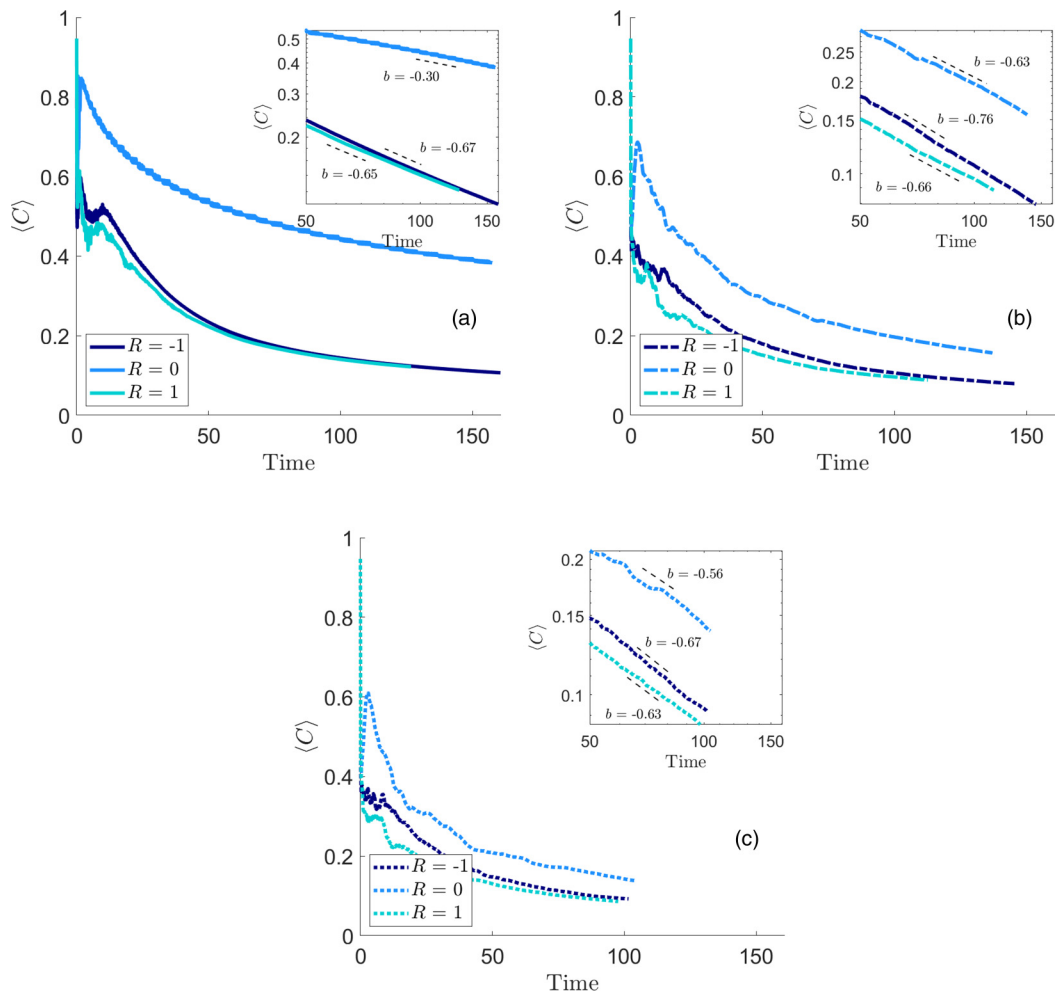 1
0.8
0.6
0.4
0.2
0
⟨C⟩
0 50 100 150
Time
R = -1
R = 0
R = 1
(a)
0.5
0.4
0.3
0.2
⟨C⟩
50 100 150
Time
b = -0.30
b = -0.67
b = -0.65
1
0.8
0.6
0.4
0.2
0
⟨C⟩
0 50 100 150
Time
R = -1
R = 0
R = 1
(b)
0.25
0.2
0.15
0.1
⟨C⟩
50 100 150
Time
b = -0.63
b = -0.76
b = -0.66
1
0.8
0.6
0.4
0.2
0
⟨C⟩
0 50 100 150
Time
R = -1
R = 0
R = 1
(c)
0.2
0.15
0.1
⟨C⟩
50 100 150
Time
b = -0.56
b = -0.67
b = -0.63